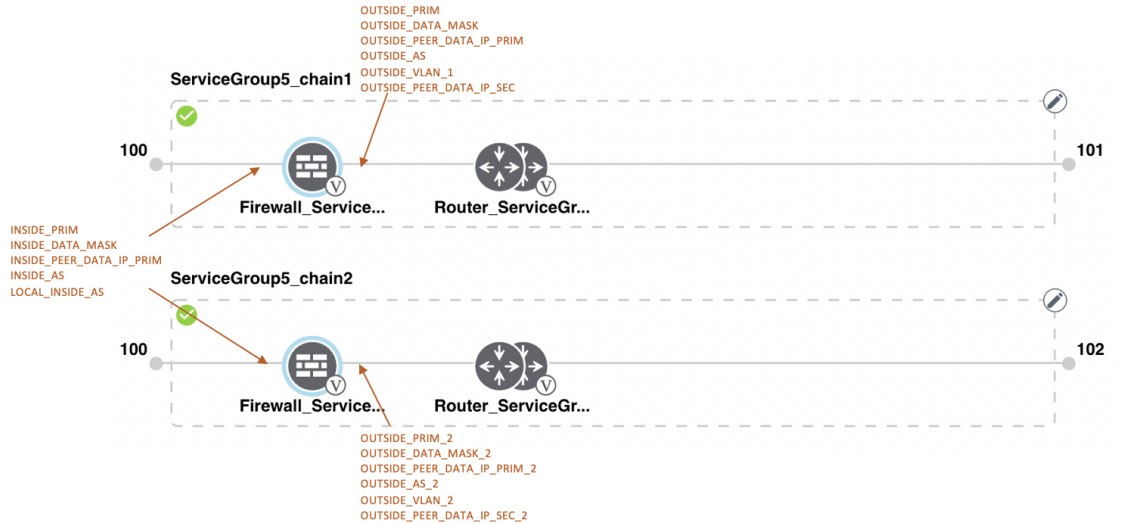 OUTSIDE_PRIM
OUTSIDE_DATA_MASK
OUTSIDE_PEER_DATA_IP_PRIM
OUTSIDE_AS
OUTSIDE_VLAN_1
OUTSIDE_PEER_DATA_IP_SEC
ServiceGroup5_chain1
100
101
V
V
Firewall_Service...
Router_ServiceGr...
INSIDE_PRIM
INSIDE_DATA_MASK
INSIDE_PEER_DATA_IP_PRIM
INSIDE_AS
LOCAL_INSIDE_AS
ServiceGroup5_chain2
100
102
V
V
Firewall_Service...
Router_ServiceGr...
OUTSIDE_PRIM_2
OUTSIDE_DATA_MASK_2
OUTSIDE_PEER_DATA_IP_PRIM_2
OUTSIDE_AS_2
OUTSIDE_VLAN_2
OUTSIDE_PEER_DATA_IP_SEC_2